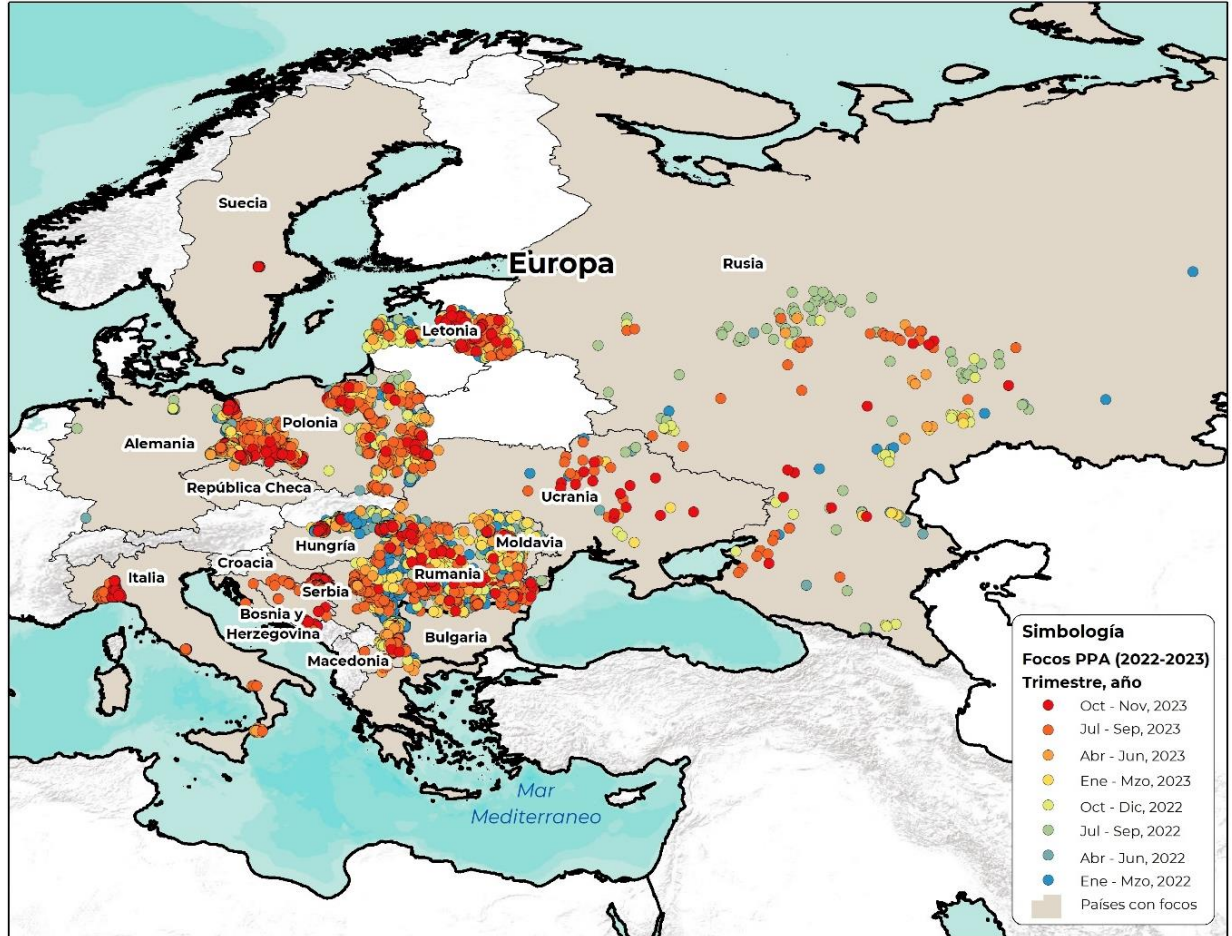 Suecia
Europa
Rusia
Letonia
Polonia
Alemania
República Checa
Ucrania
Hungría
Moldavia
Croacia
Italia
Rumania
Serbia
Bosnia y
Herzegovina
Bulgaria
Macedonia
Mar
Mediterraneo
Simbología
Focos PPA (2022-2023)
Trimestre, año
Oct - Nov, 2023
Jul - Sep, 2023
Abr - Jun, 2023
Ene - Mzo, 2023
Oct - Dic, 2022
Jul - Sep, 2022
Abr - Jun, 2022
Ene - Mzo, 2022
Países con focos